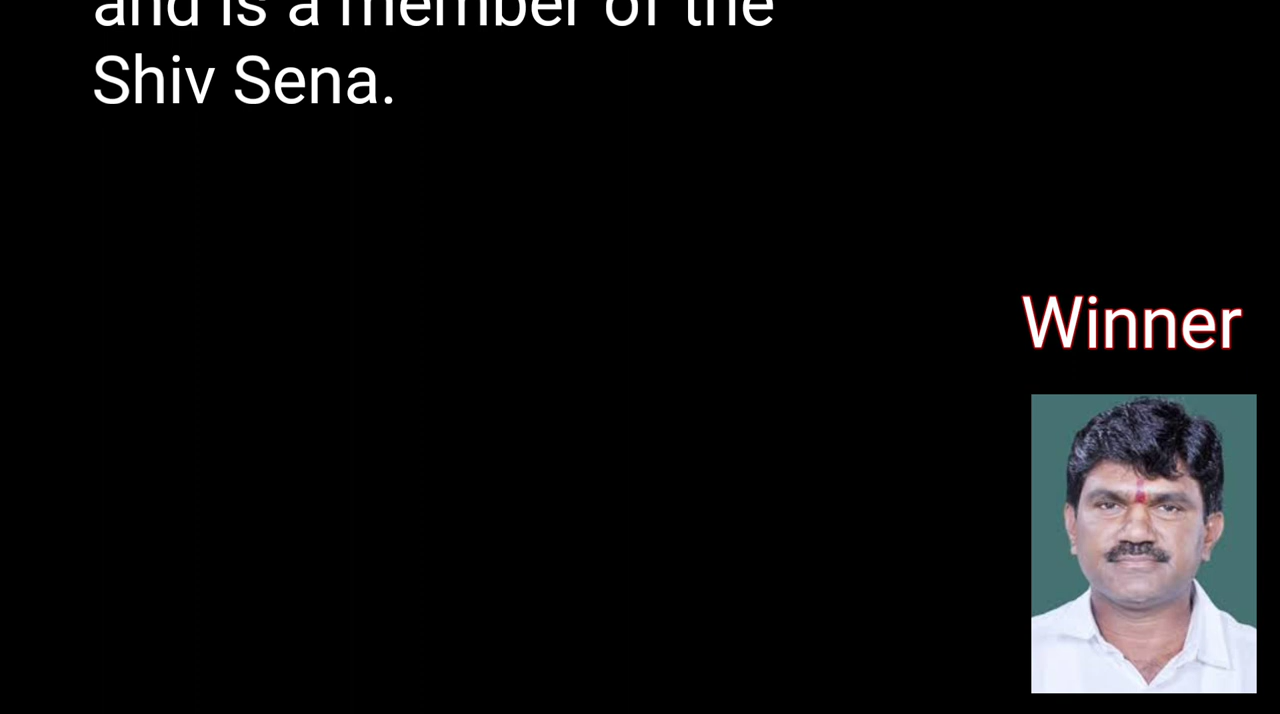 and is a member of the
Shiv Sena.
Winner